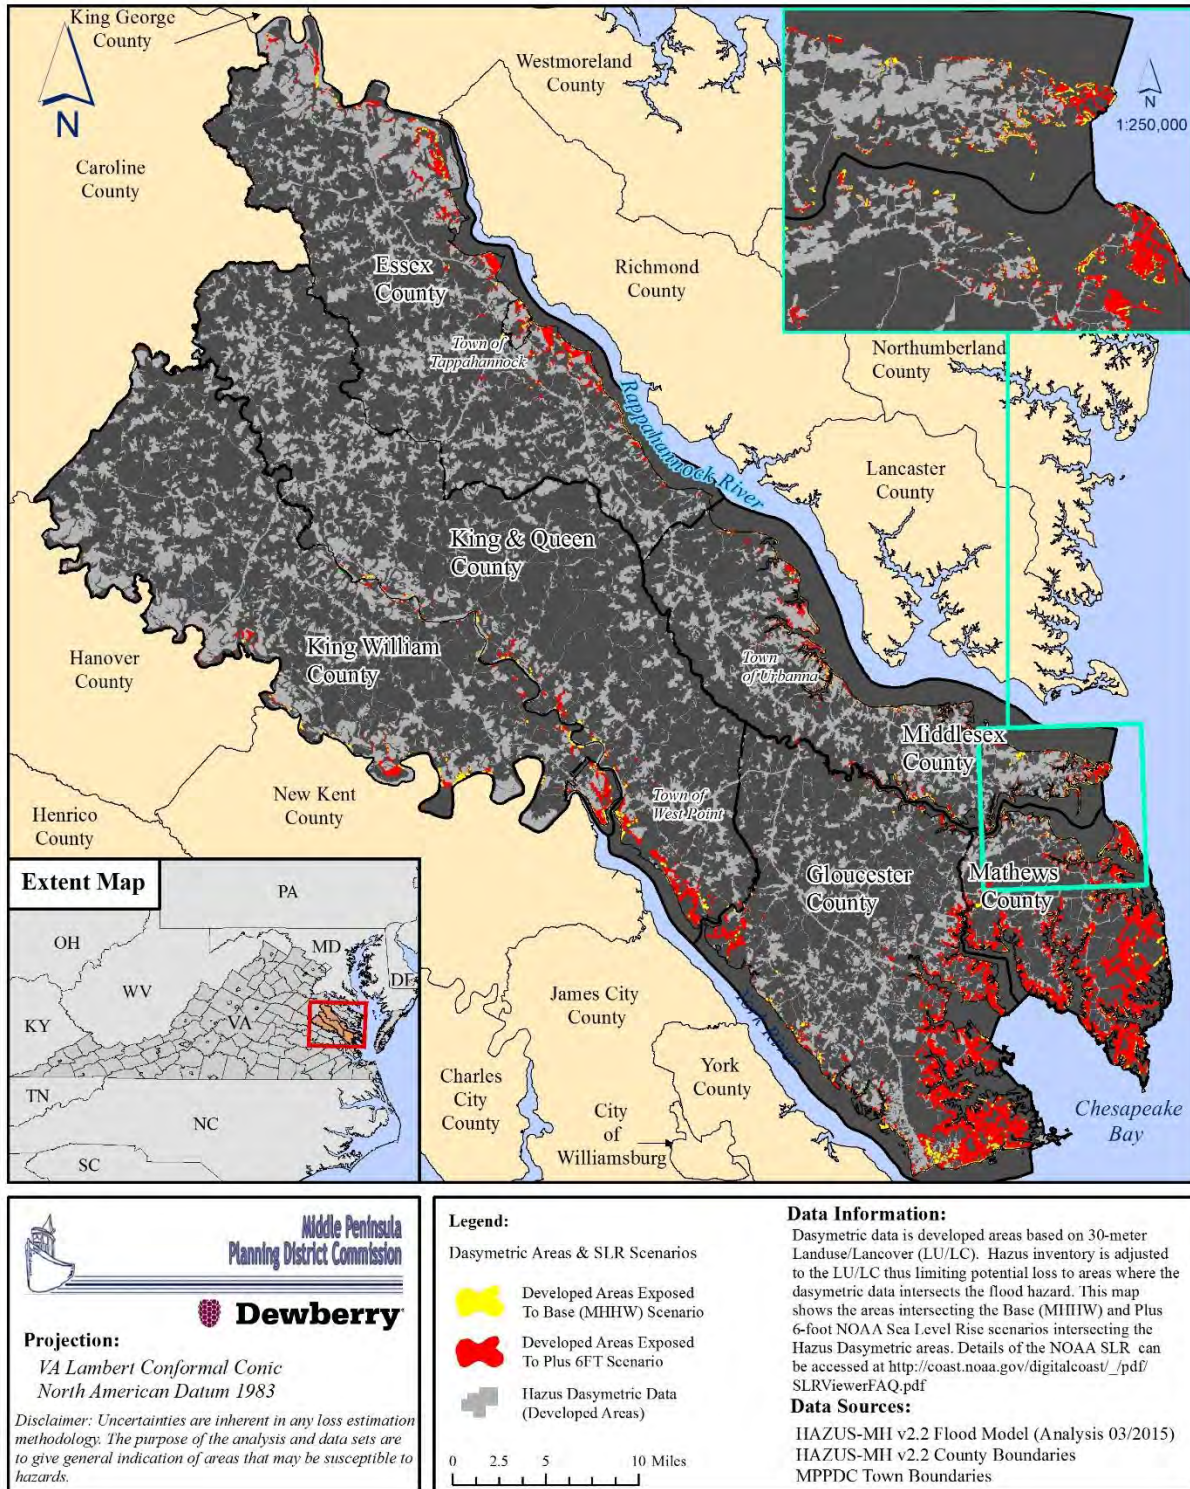 King George
County
N
Westmoreland
County
N
1:250,000
Caroline
County
Essex
County
Richmond
County
Town of
Tappahannock
Northumberland
County
Rappahannock River
Lancaster
County
King & Queen
County
King William
County
Hanover
County
Town
of Urbanna
Middlesex
County
New Kent
County
Town of
West Point
Henrico
County
Gloucester
County
Mathews
County
James City
County
York River
York
County
Charles
City
County
City
of
Williamsburg
Chesapeake
Bay
Extent Map
PA
OH
MD
DE
WV
KY
VA
TN
NC
SC
Middle Peninsula
Planning District Commission
Dewberry
Projection:
VA Lambert Conformal Conic
North American Datum 1983
Disclaimer: Uncertainties are inherent in any loss estimation
methodology. The purpose of the analysis and data sets are
to give general indication of areas that may be susceptible to
hazards.
Legend:
Dasymetric Areas & SLR Scenarios
Developed Areas Exposed
To Base (MHHW) Scenario
Developed Areas Exposed
To Plus 6FT Scenario
Hazus Dasymetric Data
(Developed Areas)
0 2.5 5 10 Miles
Data Information:
Dasymetric data is developed areas based on 30-meter
Landuse/Lancover (LU/LC). Hazus inventory is adjusted
to the LU/LC thus limiting potential loss to areas where the
dasymetric data intersects the flood hazard. This map
shows the areas intersecting the Base (MHHW) and Plus
6-foot NOAA Sea Level Rise scenarios intersecting the
Hazus Dasymetric areas. Details of the NOAA SLR can
be accessed at http://coast.noaa.gov/digitalcoast/_/pdf/
SLRViewerFAQ.pdf
Data Sources:
HAZUS-MH v2.2 Flood Model (Analysis 03/2015)
HAZUS-MH v2.2 County Boundaries
MPPDC Town Boundaries